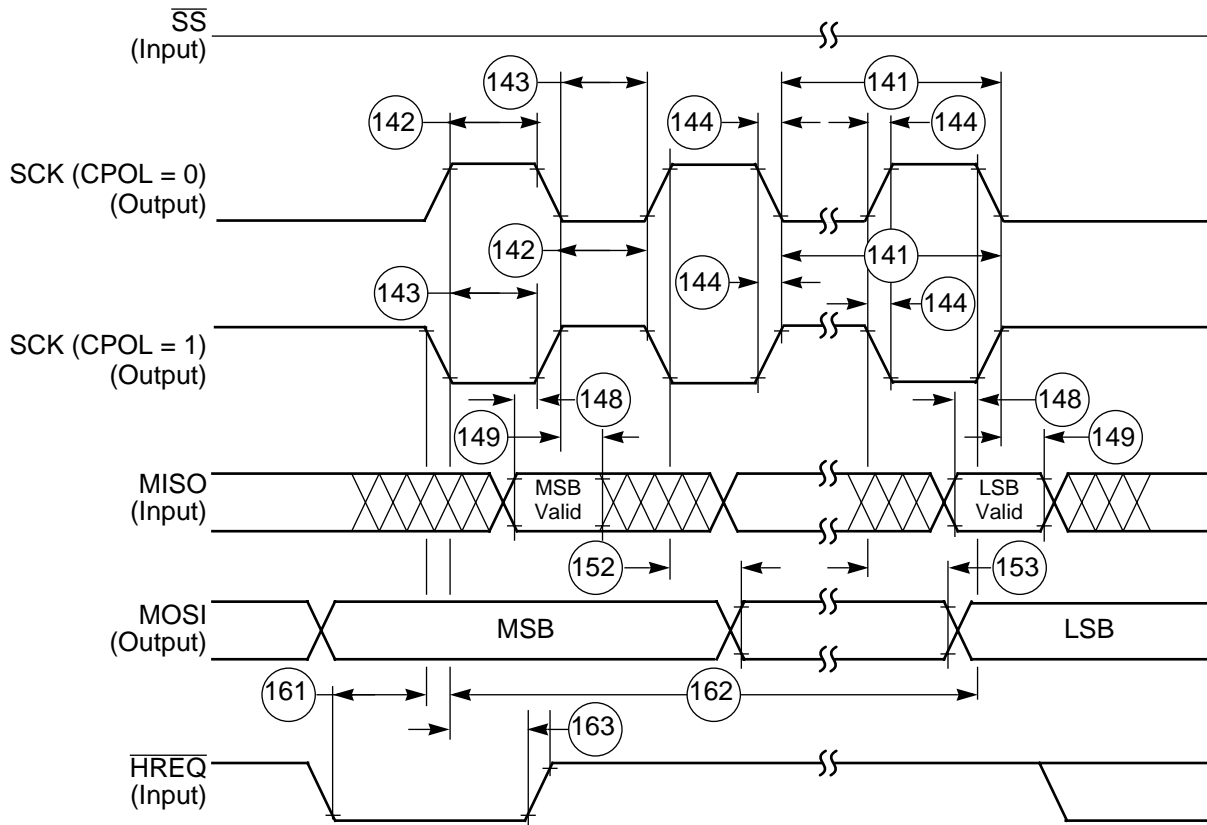 SS
(Input)
143
141
142
144
144
SCK (CPOL = 0)
(Output)
142
141
143
144
144
SCK (CPOL = 1)
(Output)
148
148
149
149
MISO
(Input)
MSB
Valid
LSB
Valid
152
153
MOSI
(Output)
MSB
LSB
161
162
163
HREQ
(Input)